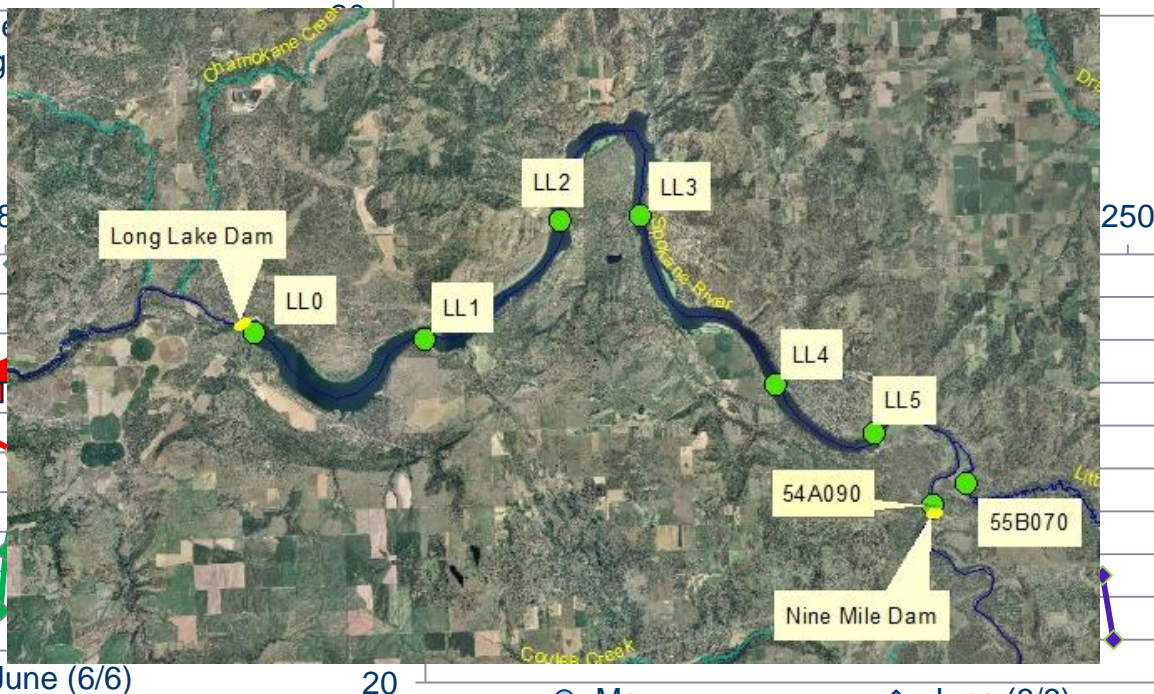 Chamokane Creek
LL2
LL3
250
Long Lake Dam
Spokane River
LL0
LL1
LL4
LL5
54A090
55B070
Nine Mile Dam
Coulee Creek
June (6/6)
20